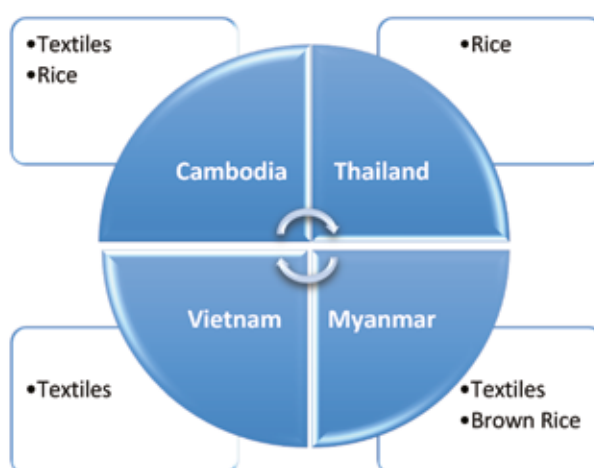 •Textiles
•Rice
•Rice
Cambodia
Thailand
Vietnam
Myanmar
•Textiles
•Textiles
•Brown Rice